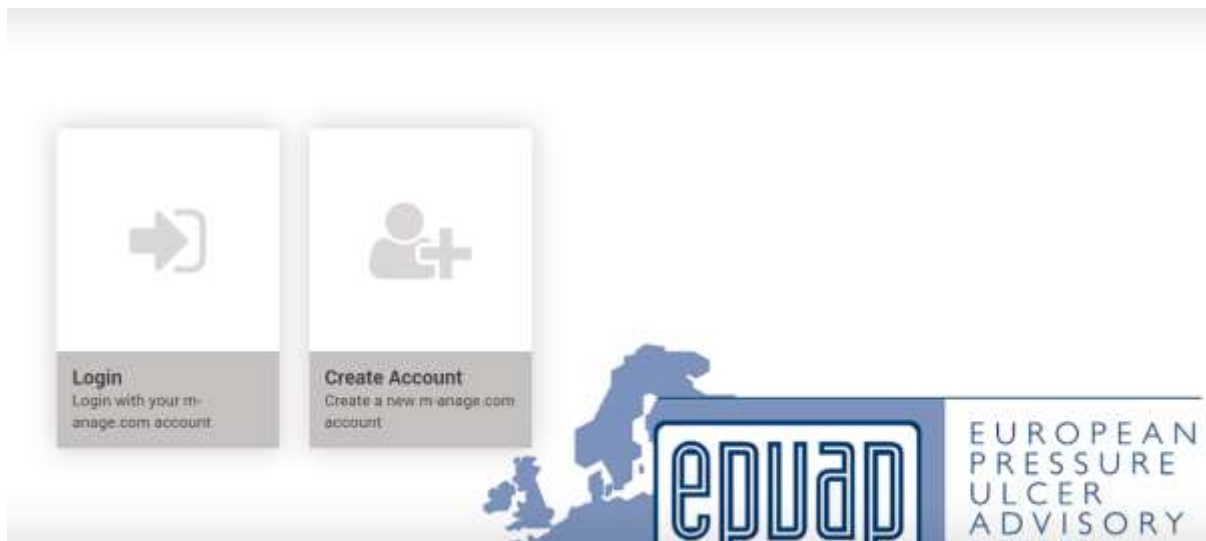 Login
Login with your m-
anage.com account
Create Account
Create a new m-anage.com
account
epuap
EUROPEAN
PRESSURE
ULCER
ADVISORY